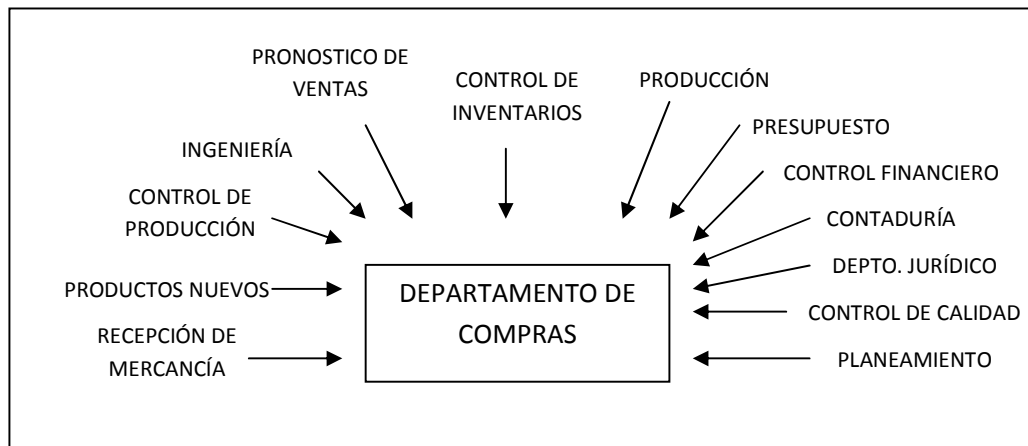 PRONOSTICO DE
VENTAS
CONTROL DE
INVENTARIOS
PRODUCCIÓN
PRESUPUESTO
INGENIERÍA
CONTROL FINANCIERO
CONTROL DE
PRODUCCIÓN
CONTADURÍA
DEPTO. JURÍDICO
PRODUCTOS NUEVOS
DEPARTAMENTO DE
COMPRAS
CONTROL DE CALIDAD
RECEPCIÓN DE
MERCANCÍA
PLANEAMIENTO